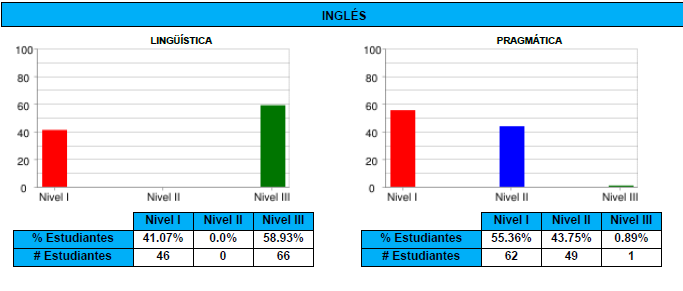 INGLÉS
LINGÜÍSTICA
100
80
60
40
20
0
Nivel I Nivel II Nivel III
Nivel I Nivel II Nivel III
% Estudiantes 41.07% 0.0% 58.93%
# Estudiantes 46 0 66
PRAGMÁTICA
100
80
60
40
20
0
Nivel I Nivel II Nivel III
Nivel I Nivel II Nivel III
% Estudiantes 55.36% 43.75% 0.89%
# Estudiantes 62 49 1